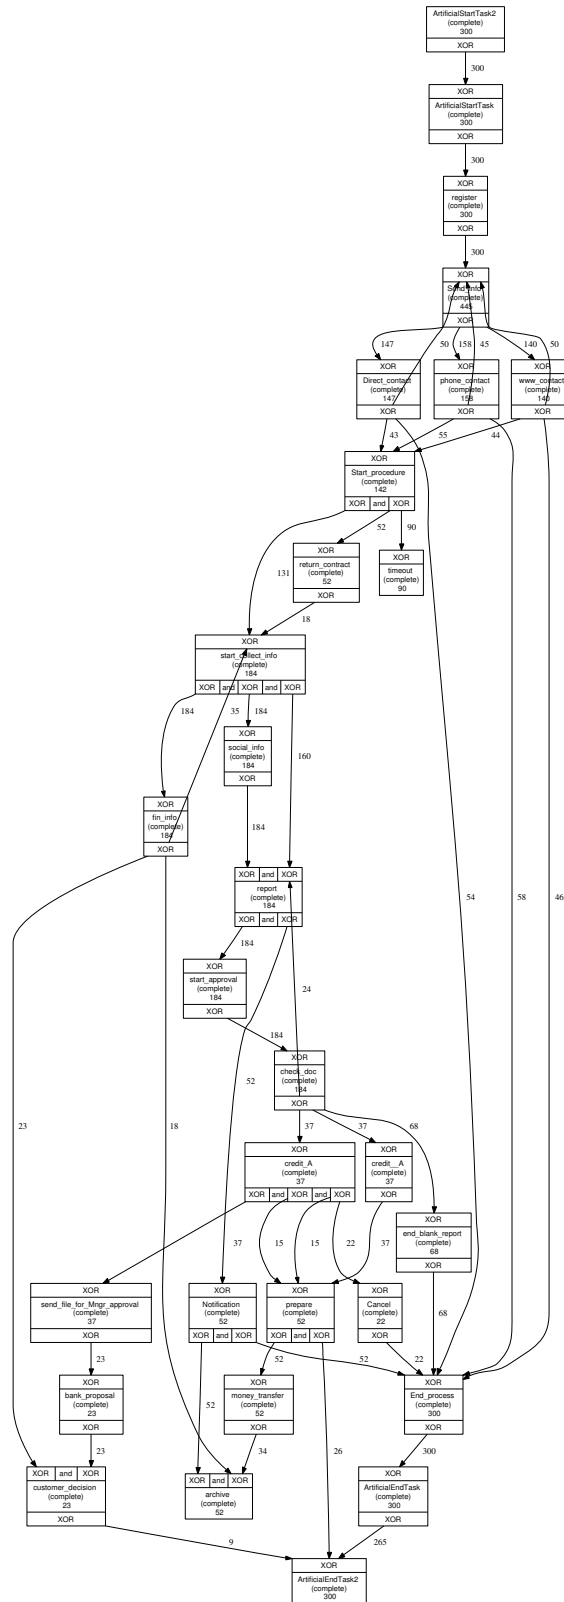 ArtificialStartTask2
(complete)
300
XOR
300
XOR
ArtificialStartTask
(complete)
300
XOR
300
XOR
register
(complete)
300
XOR
300
XOR
Send_info
(complete)
445
XOR
147
50
158
45
140
50
XOR
Direct_contact
(complete)
147
XOR
XOR
phone_contact
(complete)
158
XOR
XOR
www_contact
(complete)
140
XOR
43
55
44
XOR
Start_procedure
(complete)
142
XOR and XOR
52
90
XOR
return_contract
(complete)
52
XOR
XOR
timeout
(complete)
90
131
18
XOR
start_collect_info
(complete)
184
XOR and XOR and XOR
184
35
184
160
XOR
social_info
(complete)
184
XOR
XOR
fin_info
(complete)
184
XOR
184
XOR and XOR
report
(complete)
184
XOR and XOR
54
58
46
184
XOR
start_approval
(complete)
184
XOR
24
184
XOR
check_doc
(complete)
184
XOR
52
23
18
37
37
68
XOR
credit_A
(complete)
37
XOR and XOR and XOR
XOR
credit__A
(complete)
37
XOR
XOR
end_blank_report
(complete)
68
XOR
37
15
15
22
37
XOR
send_file_for_Mngr_approval
(complete)
37
XOR
XOR
Notification
(complete)
52
XOR and XOR
XOR
prepare
(complete)
52
XOR and XOR
XOR
Cancel
(complete)
22
XOR
68
23
52
52
22
XOR
bank_proposal
(complete)
23
XOR
52
XOR
money_transfer
(complete)
52
XOR
XOR
End_process
(complete)
300
XOR
23
34
26
300
XOR and XOR
customer_decision
(complete)
23
XOR
XOR and XOR
archive
(complete)
52
XOR
ArtificialEndTask
(complete)
300
XOR
9
265
XOR
ArtificialEndTask2
(complete)
300